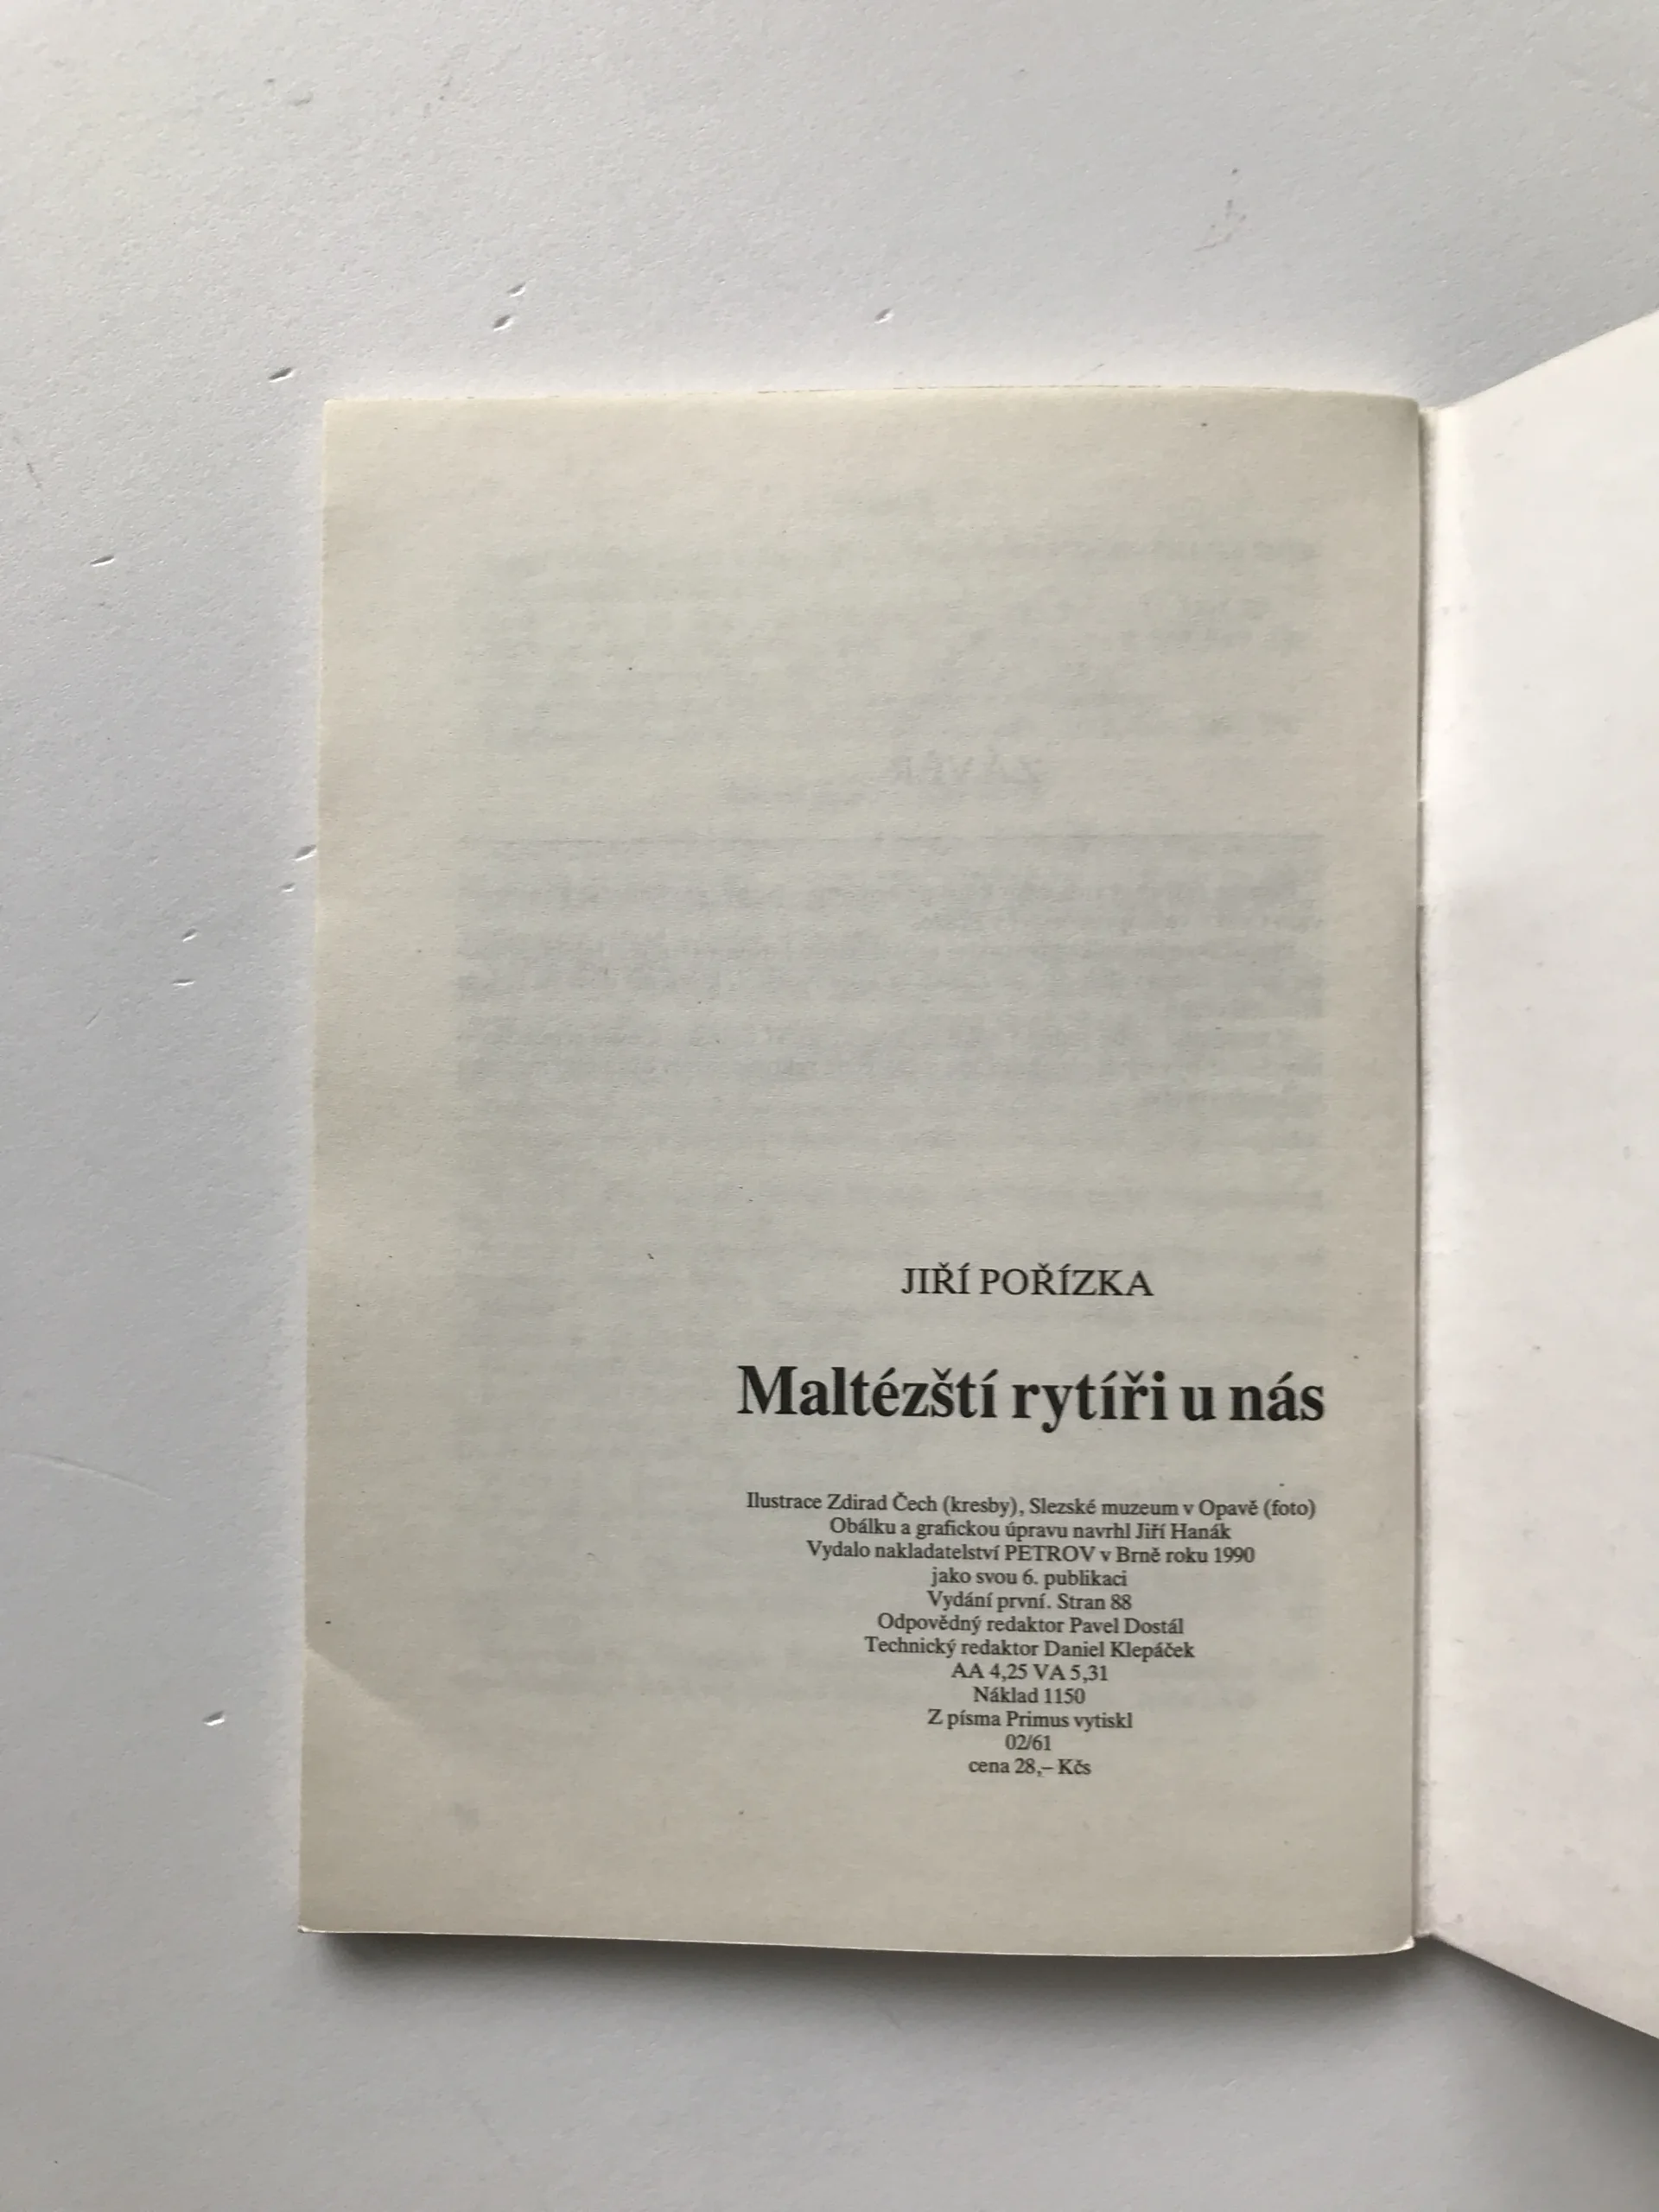 JIŘÍ POŘÍZKA
Maltézští rytíři u nás
Ilustrace Zdirad Čech (kresby), Slezské muzeum v Opavě (foto)
Obálku a grafickou úpravu navrhl Jiří Hanák
Vydalo nakladatelství PETROV v Brně roku 1990
jako svou 6. publikaci
Vydání první. Stran 88
Odpovědný redaktor Pavel Dostál
Technický redaktor Daniel Klepáček
AA 4,25 VA 5,31
Náklad 1150
Z písma Primus vytiskl
02/61
cena 28,– Kčs